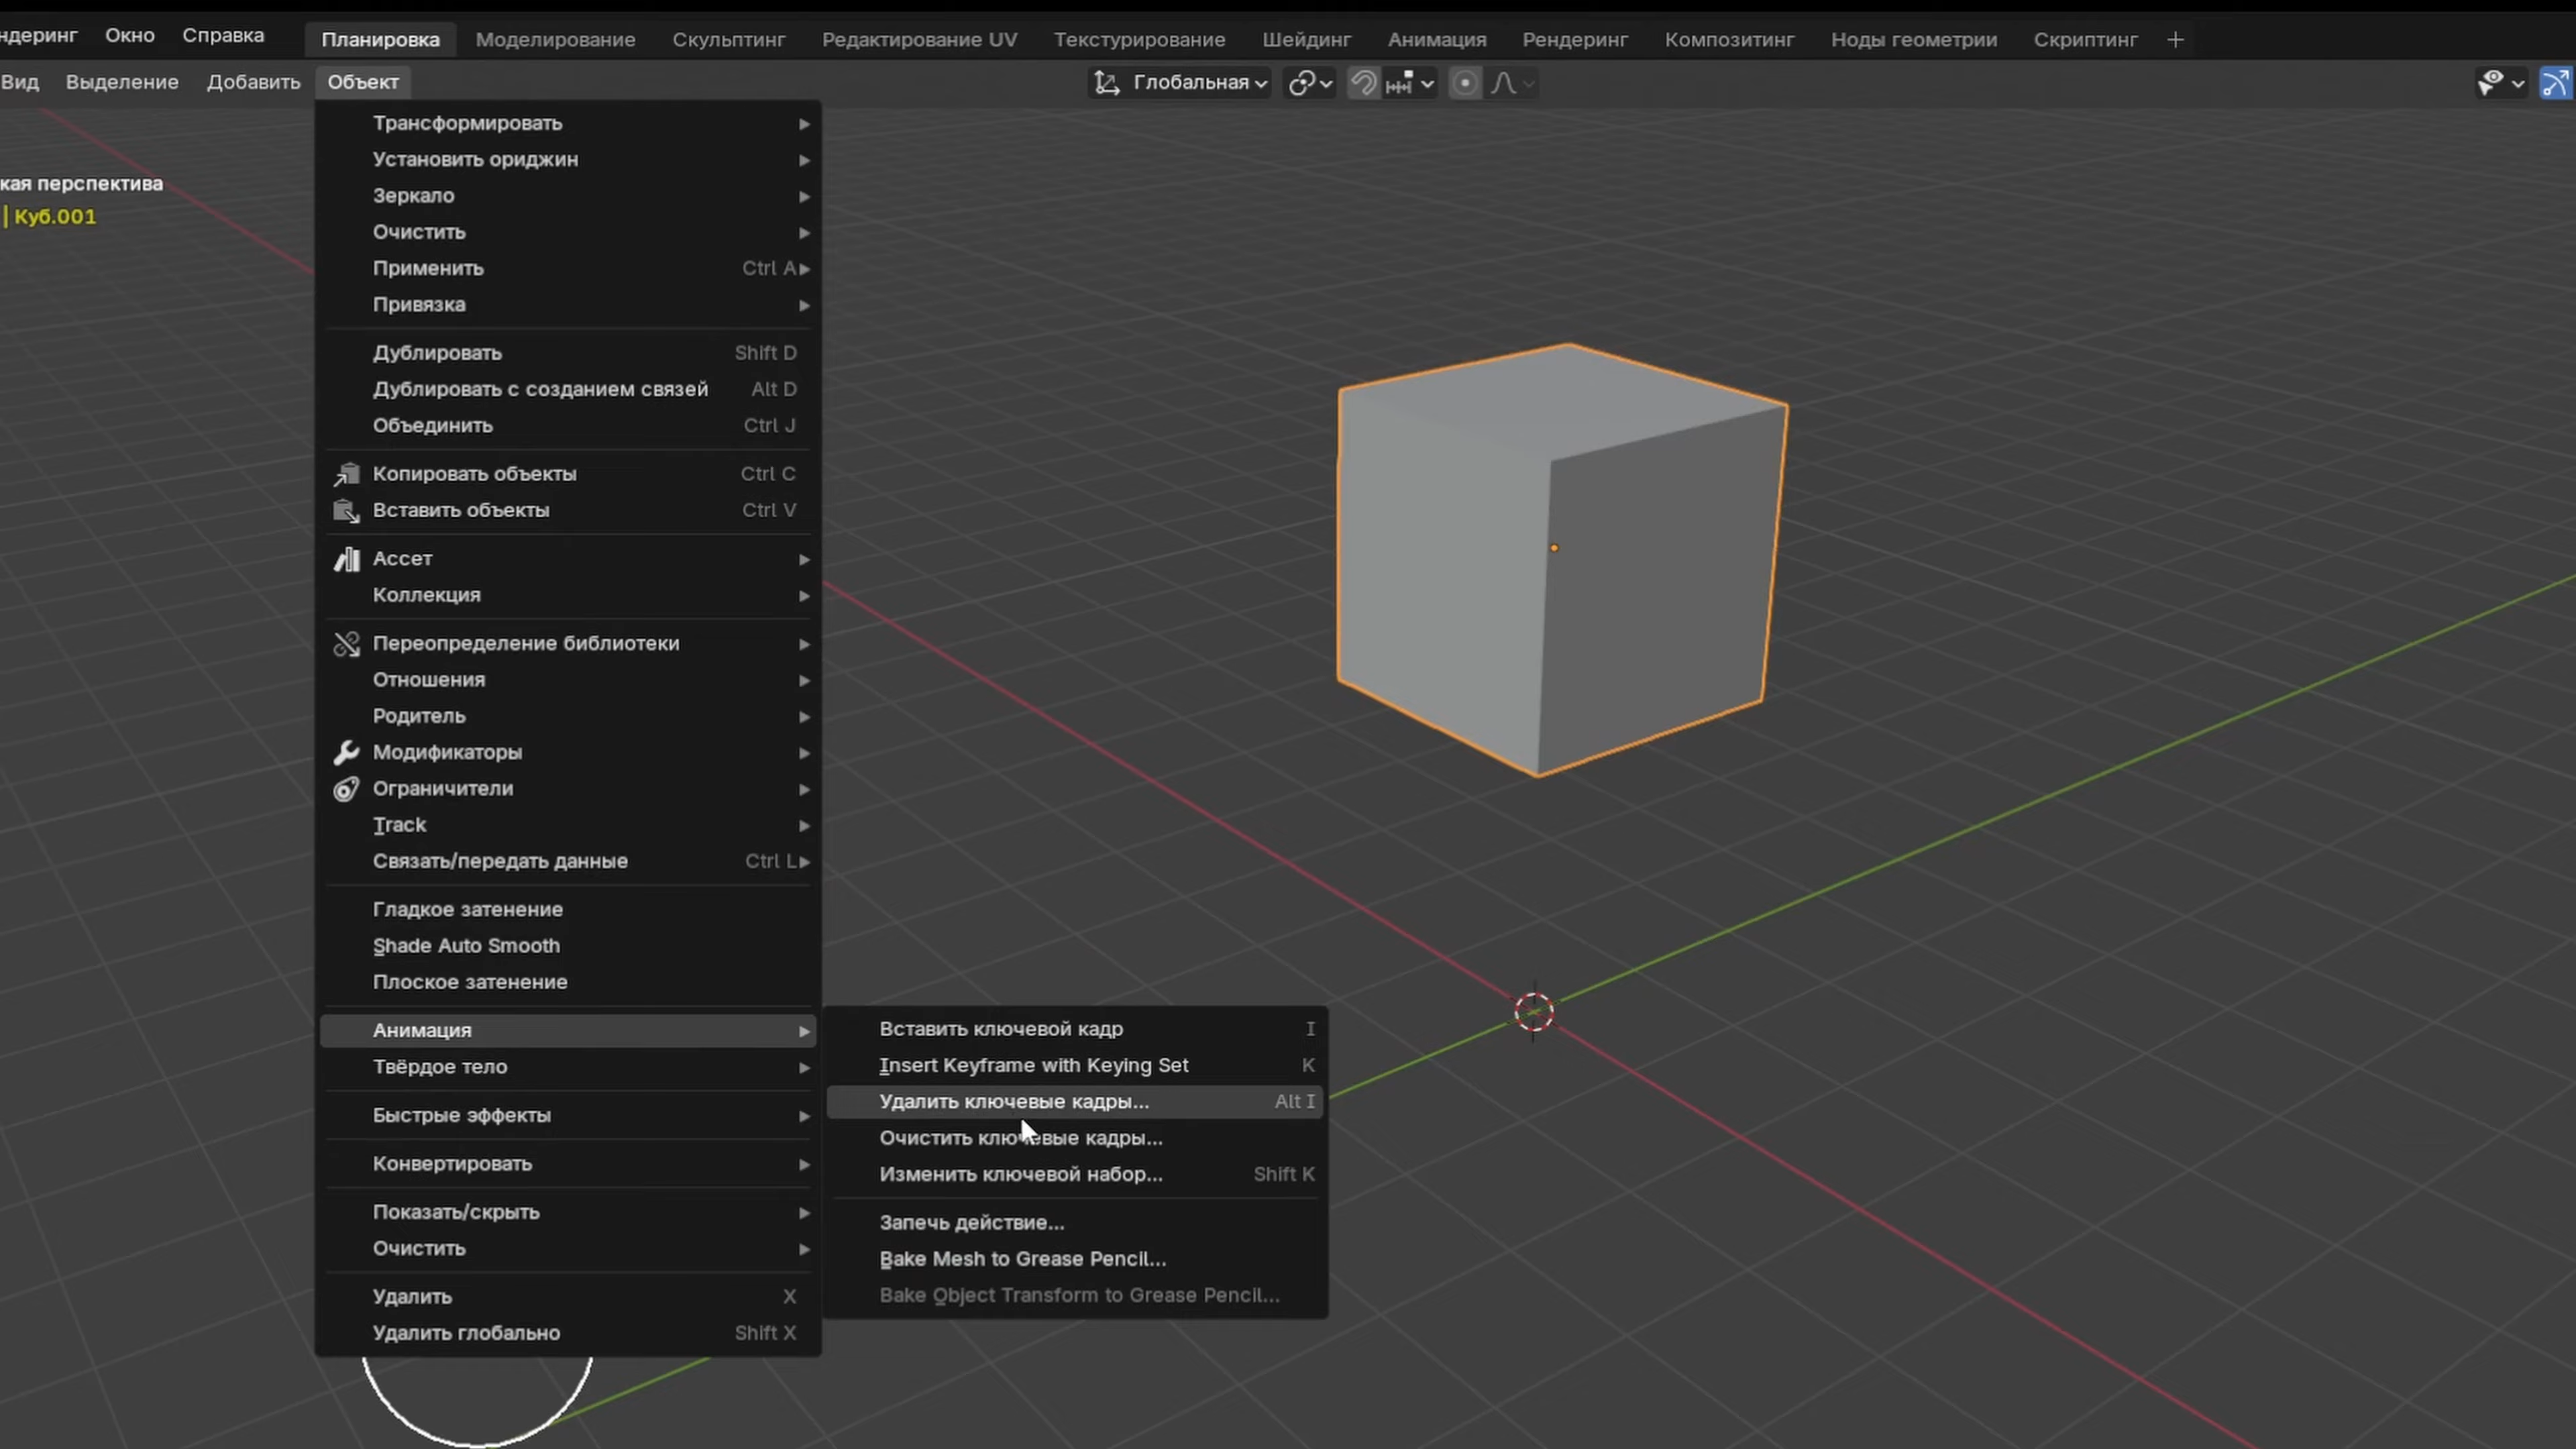 ндеринг Окно Справка Планировка Моделирование Скульптинг Редактирование UV Текстурирование Шейдинг Анимация Рендеринг Композитинг Ноды геометрии Скриптинг +
Вид Выделение Добавить Объект Глобальная
кая перспектива
| Куб.001
Трансформировать
Установить ориджин
Зеркало
Очистить
Применить Ctrl A
Привязка
Дублировать Shift D
Дублировать с созданием связей Alt D
Объединить Ctrl J
Копировать объекты Ctrl C
Вставить объекты Ctrl V
Ассет
Коллекция
Переопределение библиотеки
Отношения
Родитель
Модификаторы
Ограничители
Track
Связать/передать данные Ctrl L
Гладкое затенение
Shade Auto Smooth
Плоское затенение
Анимация
Твёрдое тело
Быстрые эффекты
Конвертировать
Показать/скрыть
Очистить
Удалить X
Удалить глобально Shift X
Вставить ключевой кадр I
Insert Keyframe with Keying Set K
Удалить ключевые кадры... Alt I
Очистить ключевые кадры...
Изменить ключевой набор... Shift K
Запечь действие...
Bake Mesh to Grease Pencil...
Bake Object Transform to Grease Pencil...